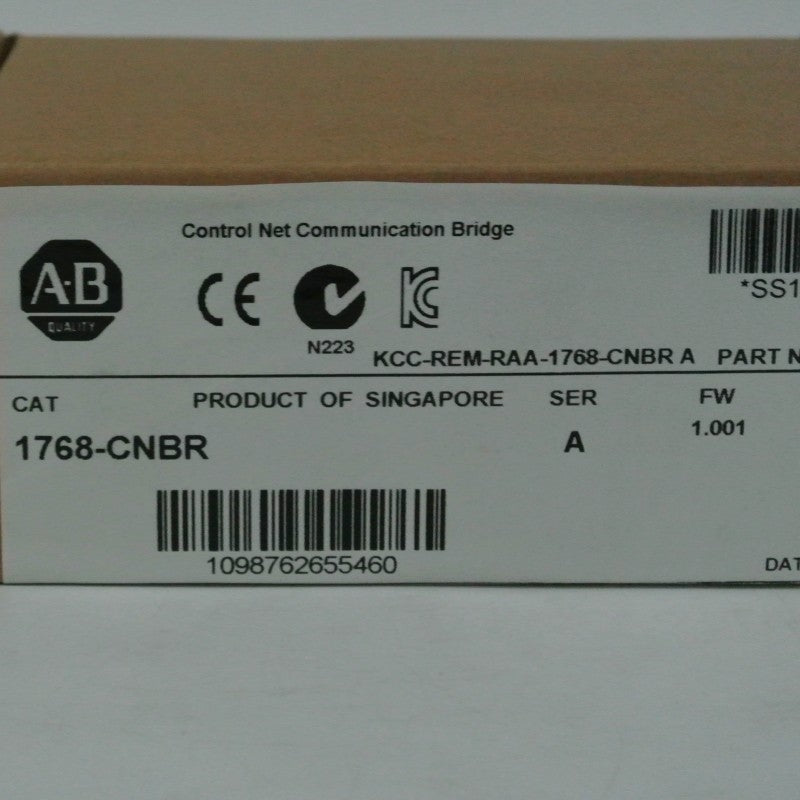 Control Net Communication Bridge
A-B
QUALITY
CE
N223
*SS1
KCC-REM-RAA-1768-CNBR A PART N
CAT PRODUCT OF SINGAPORE SER FW
1768-CNBR A 1.001
1098762655460
DAT